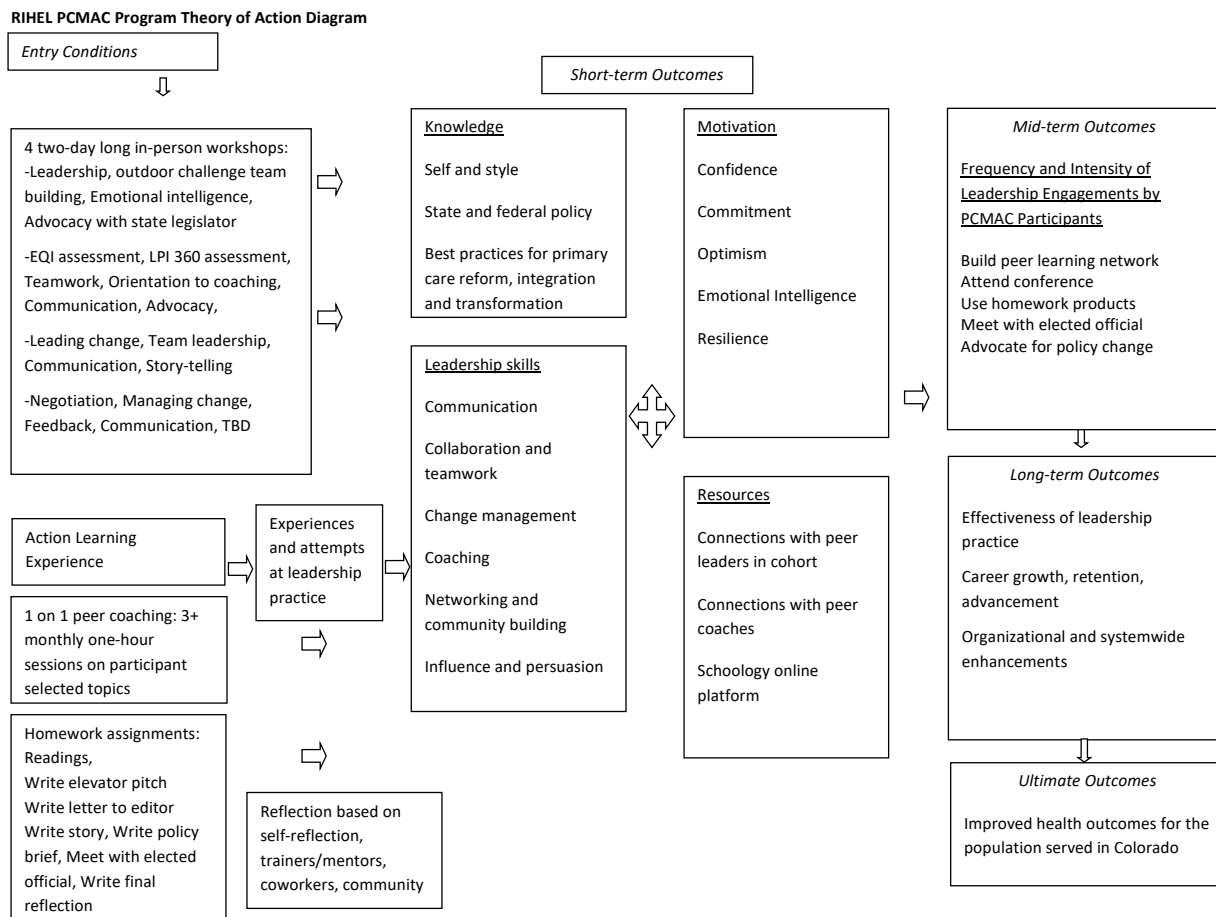 RIHEL PCMAC Program Theory of Action Diagram
Entry Conditions
Short-term Outcomes
4 two-day long in-person workshops:
-Leadership, outdoor challenge team
building, Emotional intelligence,
Advocacy with state legislator
-EQI assessment, LPI 360 assessment,
Teamwork, Orientation to coaching,
Communication, Advocacy,
-Leading change, Team leadership,
Communication, Story-telling
-Negotiation, Managing change,
Feedback, Communication, TBD
Action Learning
Experience
1 on 1 peer coaching: 3+
monthly one-hour
sessions on participant
selected topics
Homework assignments:
Readings,
Write elevator pitch
Write letter to editor
Write story, Write policy
brief, Meet with elected
official, Write final
reflection
Experiences
and attempts
at leadership
practice
Reflection based on
self-reflection,
trainers/mentors,
coworkers, community
Knowledge
Self and style
State and federal policy
Best practices for primary
care reform, integration
and transformation
Leadership skills
Communication
Collaboration and
teamwork
Change management
Coaching
Networking and
community building
Influence and persuasion
Motivation
Confidence
Commitment
Optimism
Emotional Intelligence
Resilience
Resources
Connections with peer
leaders in cohort
Connections with peer
coaches
Schoology online
platform
Mid-term Outcomes
Frequency and Intensity of
Leadership Engagements by
PCMAC Participants
Build peer learning network
Attend conference
Use homework products
Meet with elected official
Advocate for policy change
Long-term Outcomes
Effectiveness of leadership
practice
Career growth, retention,
advancement
Organizational and systemwide
enhancements
Ultimate Outcomes
Improved health outcomes for the
population served in Colorado